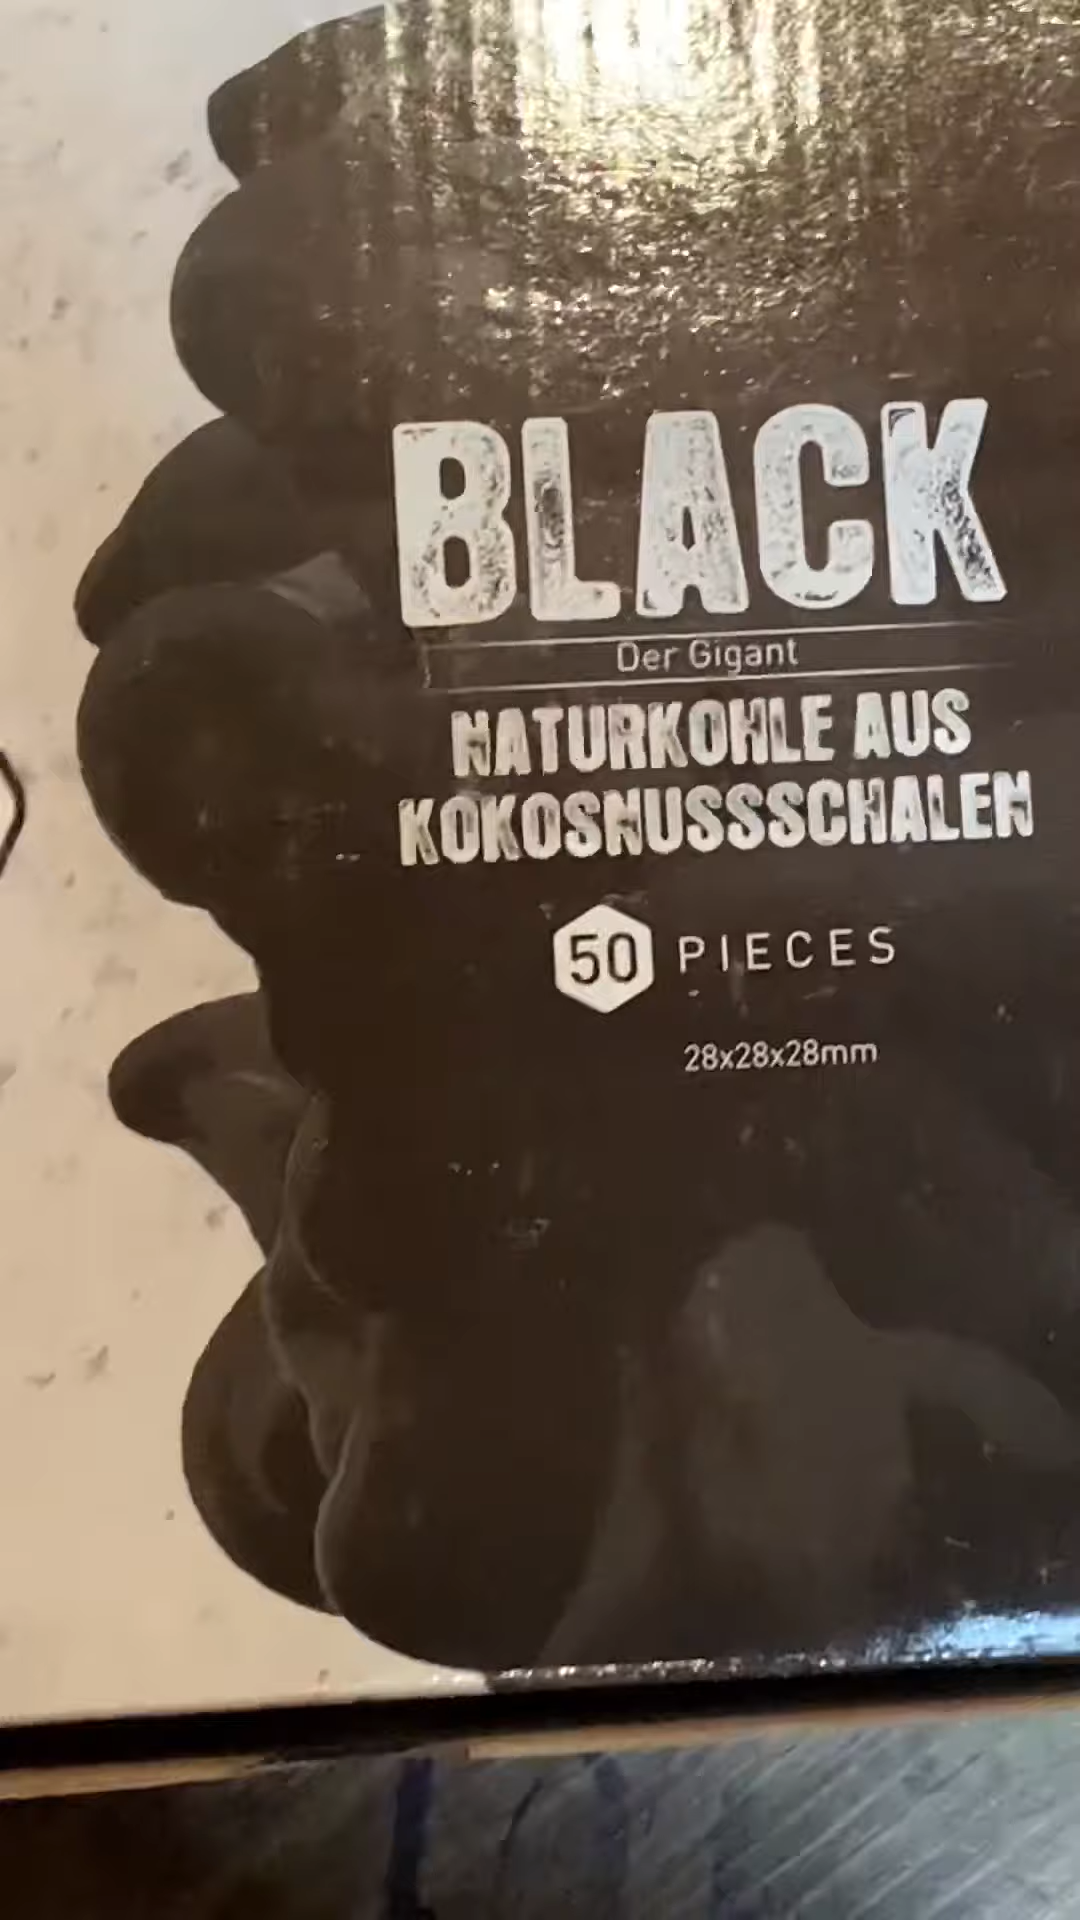 BLACK
Der Gigant
NATURKOHLE AUS
KOKOSNUSSSCHALEN
50 PIECES
28x28x28mm